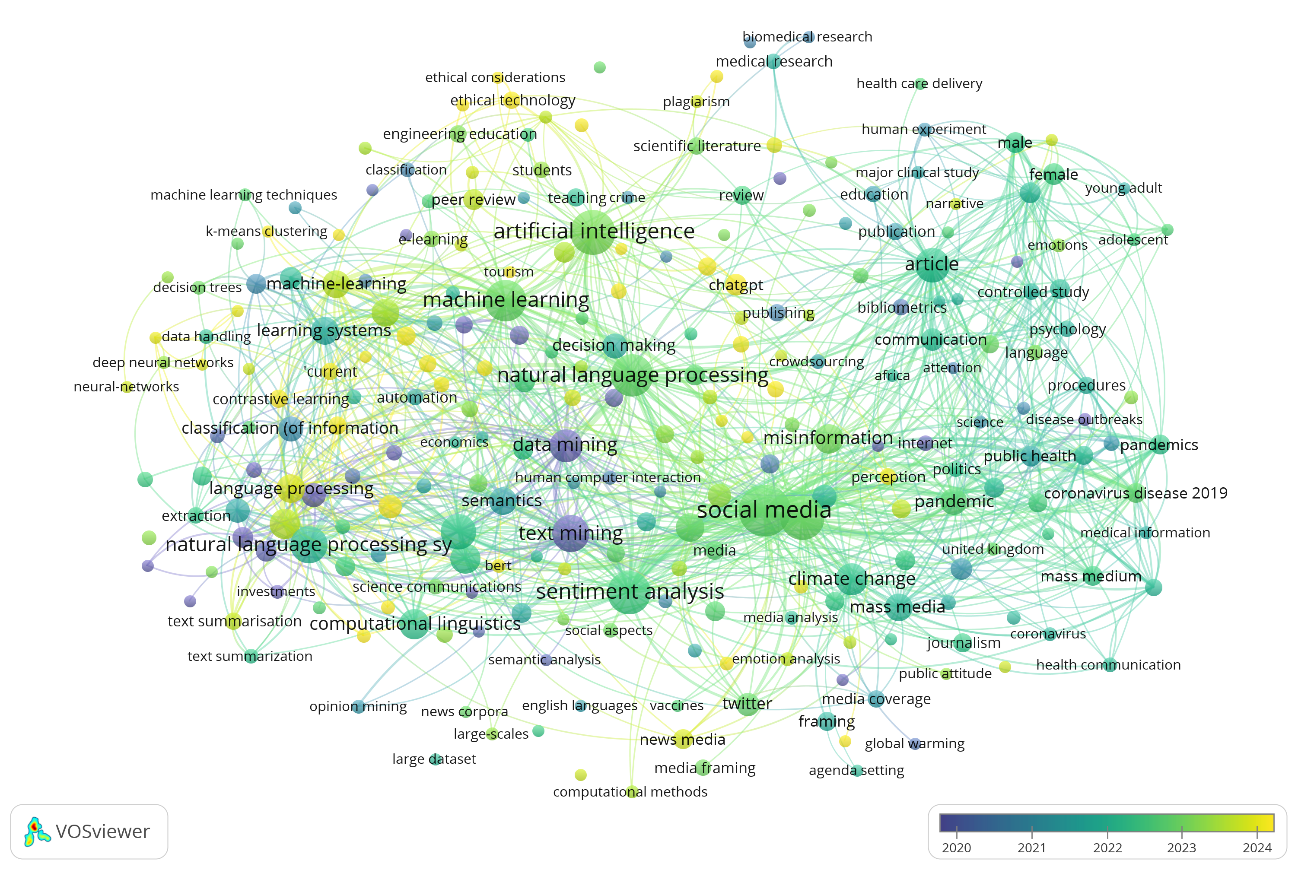 biomedical research
medical research
ethical considerations
health care delivery
ethical technology
plagiarism
engineering education
human experiment
male
scientific literature
classification
students
major clinical study
female
machine learning techniques
peer review
teaching
crime
review
education
young adult
narrative
k-means clustering
artificial intelligence
publication
e-learning
emotions
adolescent
tourism
article
decision trees
machine-learning
chatgpt
controlled study
machine learning
bibliometrics
publishing
learning systems
psychology
data handling
decision making
communication
language
deep neural networks
crowdsourcing
attention
'current
natural language processing
africa
neural-networks
procedures
contrastive learning
automation
classification (of information
science
disease outbreaks
economics
data mining
misinformation
internet
pandemics
public health
human computer interaction
perception
politics
language processing
semantics
coronavirus disease 2019
pandemic
extraction
social media
text mining
medical information
natural language processing sy
media
united kingdom
bert
mass medium
science communications
climate change
investments
sentiment analysis
mass media
text summarisation
computational linguistics
media analysis
social aspects
coronavirus
journalism
text summarization
semantic analysis
emotion analysis
health communication
public attitude
opinion mining
news corpora
english languages
vaccines
twitter
media coverage
framing
large scales
news media
global warming
large dataset
media framing
agenda setting
computational methods
VOSviewer
2020
2021
2022
2023
2024